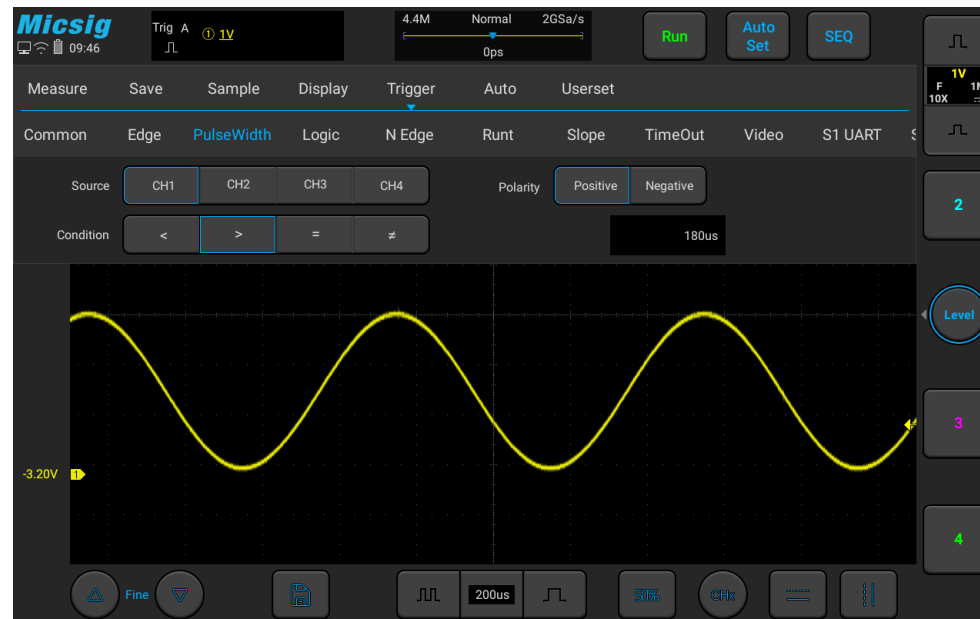 Micsig
09:46
Trig A ① 1V
4.4M Normal 2GSa/s
0ps
Run
Auto
Set
SEQ
Measure Save Sample Display Trigger Auto Userset
Common Edge PulseWidth Logic N Edge Runt Slope TimeOut Video S1 UART
Source CH1 CH2 CH3 CH4 Polarity Positive Negative
Condition < > = ≠ 180us
1V
F 1M
10X
2
Level
3
4
-3.20V 1
Fine 200us 50% CHx